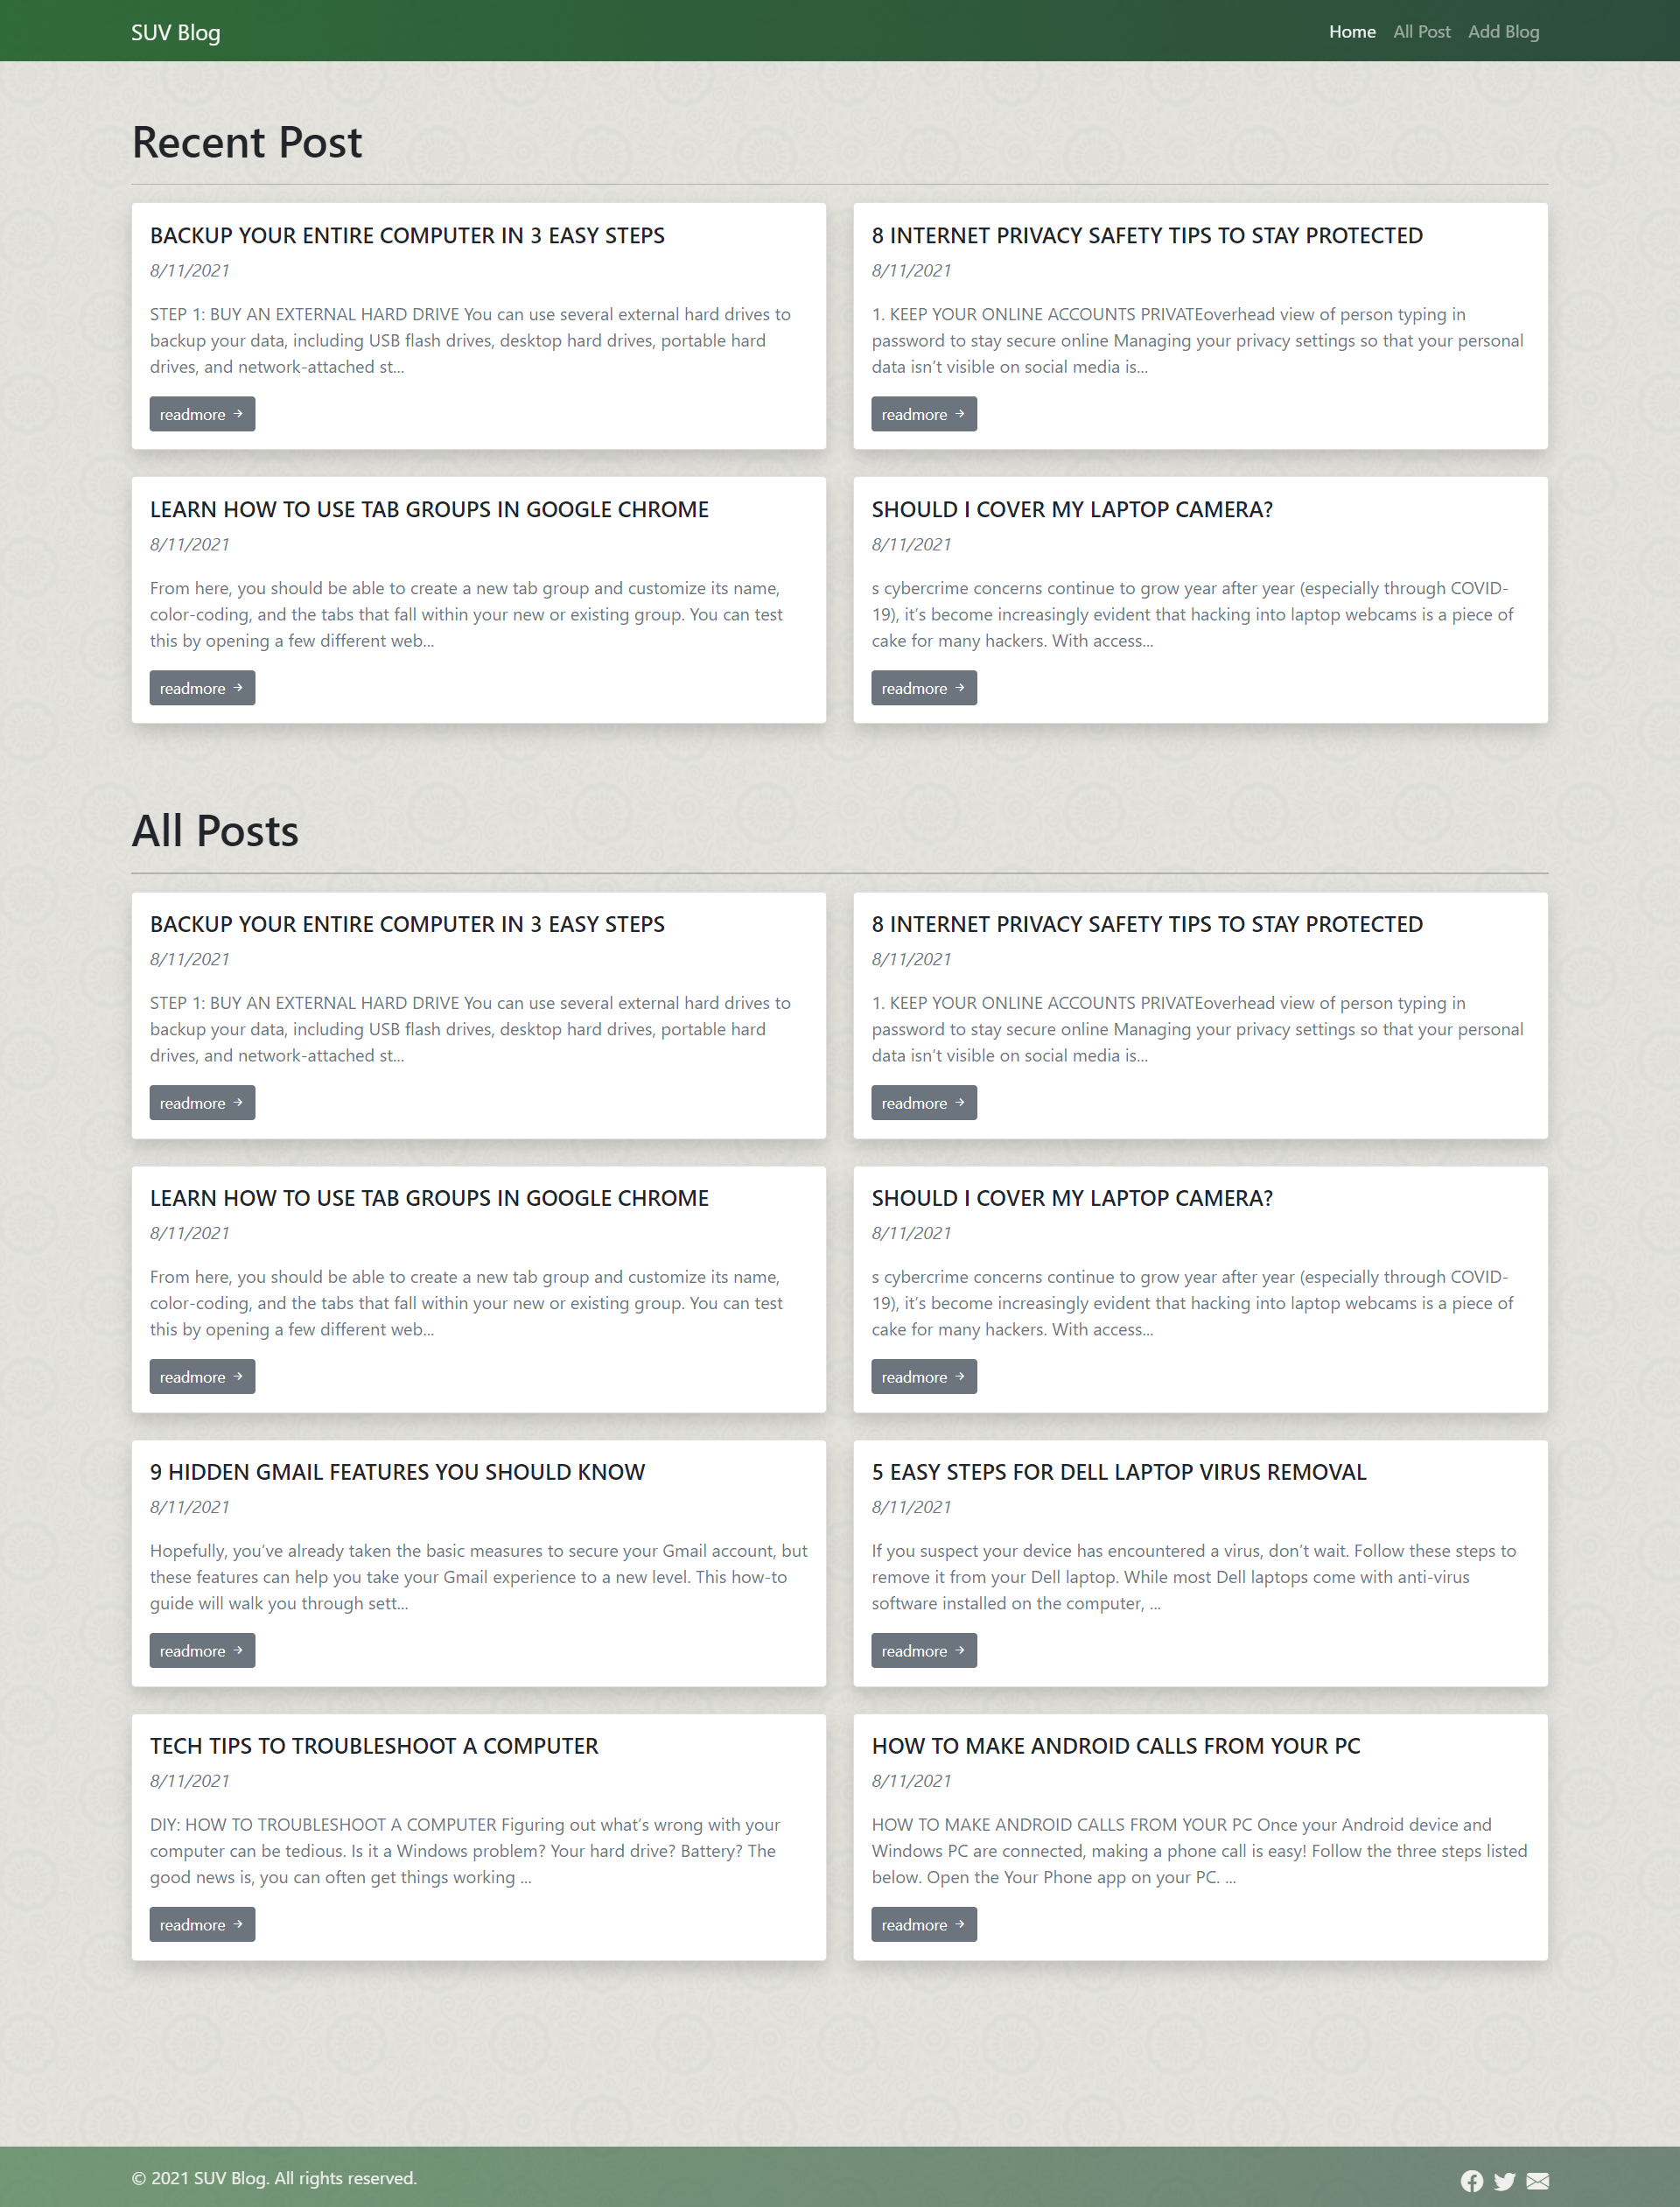 SUV Blog
Home All Post Add Blog
Recent Post
BACKUP YOUR ENTIRE COMPUTER IN 3 EASY STEPS
8/11/2021
STEP 1: BUY AN EXTERNAL HARD DRIVE You can use several external hard drives to
backup your data, including USB flash drives, desktop hard drives, portable hard
drives, and network-attached st...
readmore →
8 INTERNET PRIVACY SAFETY TIPS TO STAY PROTECTED
8/11/2021
1. KEEP YOUR ONLINE ACCOUNTS PRIVATEoverhead view of person typing in
password to stay secure online Managing your privacy settings so that your personal
data isn’t visible on social media is...
readmore →
LEARN HOW TO USE TAB GROUPS IN GOOGLE CHROME
8/11/2021
From here, you should be able to create a new tab group and customize its name,
color-coding, and the tabs that fall within your new or existing group. You can test
this by opening a few different web...
readmore →
SHOULD I COVER MY LAPTOP CAMERA?
8/11/2021
s cybercrime concerns continue to grow year after year (especially through COVID-
19), it’s become increasingly evident that hacking into laptop webcams is a piece of
cake for many hackers. With access...
readmore →
All Posts
BACKUP YOUR ENTIRE COMPUTER IN 3 EASY STEPS
8/11/2021
STEP 1: BUY AN EXTERNAL HARD DRIVE You can use several external hard drives to
backup your data, including USB flash drives, desktop hard drives, portable hard
drives, and network-attached st...
readmore →
8 INTERNET PRIVACY SAFETY TIPS TO STAY PROTECTED
8/11/2021
1. KEEP YOUR ONLINE ACCOUNTS PRIVATEoverhead view of person typing in
password to stay secure online Managing your privacy settings so that your personal
data isn’t visible on social media is...
readmore →
LEARN HOW TO USE TAB GROUPS IN GOOGLE CHROME
8/11/2021
From here, you should be able to create a new tab group and customize its name,
color-coding, and the tabs that fall within your new or existing group. You can test
this by opening a few different web...
readmore →
SHOULD I COVER MY LAPTOP CAMERA?
8/11/2021
s cybercrime concerns continue to grow year after year (especially through COVID-
19), it’s become increasingly evident that hacking into laptop webcams is a piece of
cake for many hackers. With access...
readmore →
9 HIDDEN GMAIL FEATURES YOU SHOULD KNOW
8/11/2021
Hopefully, you’ve already taken the basic measures to secure your Gmail account, but
these features can help you take your Gmail experience to a new level. This how-to
guide will walk you through sett...
readmore →
5 EASY STEPS FOR DELL LAPTOP VIRUS REMOVAL
8/11/2021
If you suspect your device has encountered a virus, don’t wait. Follow these steps to
remove it from your Dell laptop. While most Dell laptops come with anti-virus
software installed on the computer, ...
readmore →
TECH TIPS TO TROUBLESHOOT A COMPUTER
8/11/2021
DIY: HOW TO TROUBLESHOOT A COMPUTER Figuring out what’s wrong with your
computer can be tedious. Is it a Windows problem? Your hard drive? Battery? The
good news is, you can often get things working ...
readmore →
HOW TO MAKE ANDROID CALLS FROM YOUR PC
8/11/2021
HOW TO MAKE ANDROID CALLS FROM YOUR PC Once your Android device and
Windows PC are connected, making a phone call is easy! Follow the three steps listed
below. Open the Your Phone app on your PC. ...
readmore →
© 2021 SUV Blog. All rights reserved.